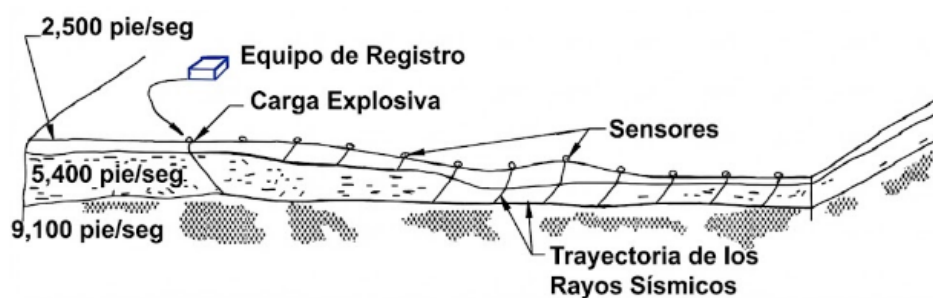 2,500 pie/seg
Equipo de Registro
Carga Explosiva
Sensores
5,400 pie/seg
9,100 pie/seg
Trayectoria de los
Rayos Sísmicos